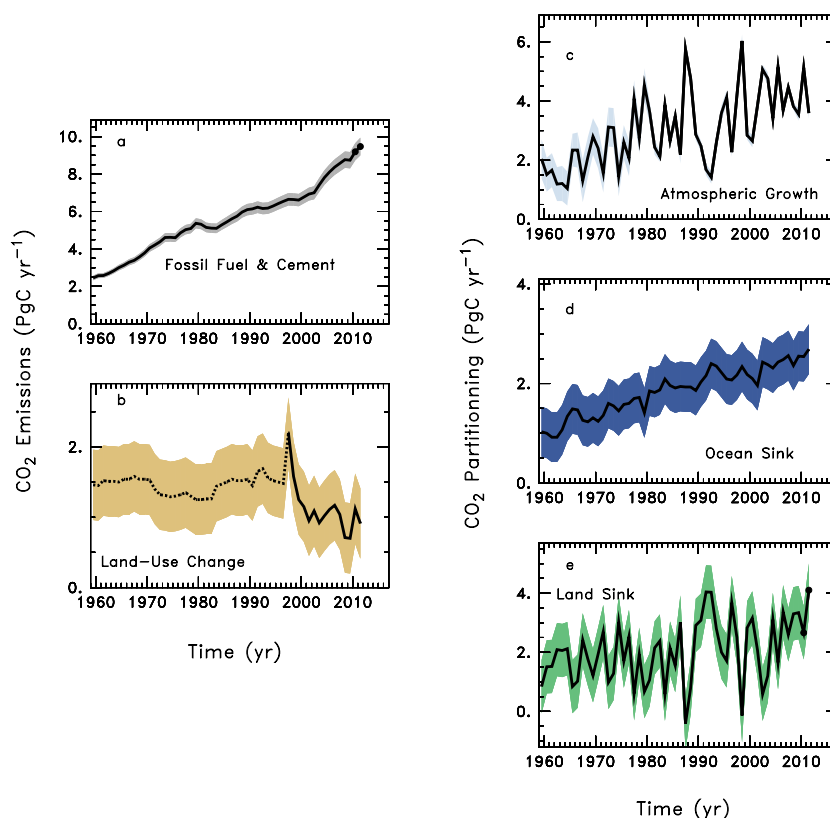 CO2 Emissions (PgC yr−1)
a
10.
8.
6.
4.
2.
0.
Fossil Fuel & Cement
1960 1970 1980 1990 2000 2010
b
2.
0.
Land−Use Change
1960 1970 1980 1990 2000 2010
Time (yr)
CO2 Partitionning (PgC yr−1)
c
6.
4.
2.
0.
Atmospheric Growth
1960 1970 1980 1990 2000 2010
d
4.
2.
0.
Ocean Sink
1960 1970 1980 1990 2000 2010
e
Land Sink
4.
2.
0.
1960 1970 1980 1990 2000 2010
Time (yr)